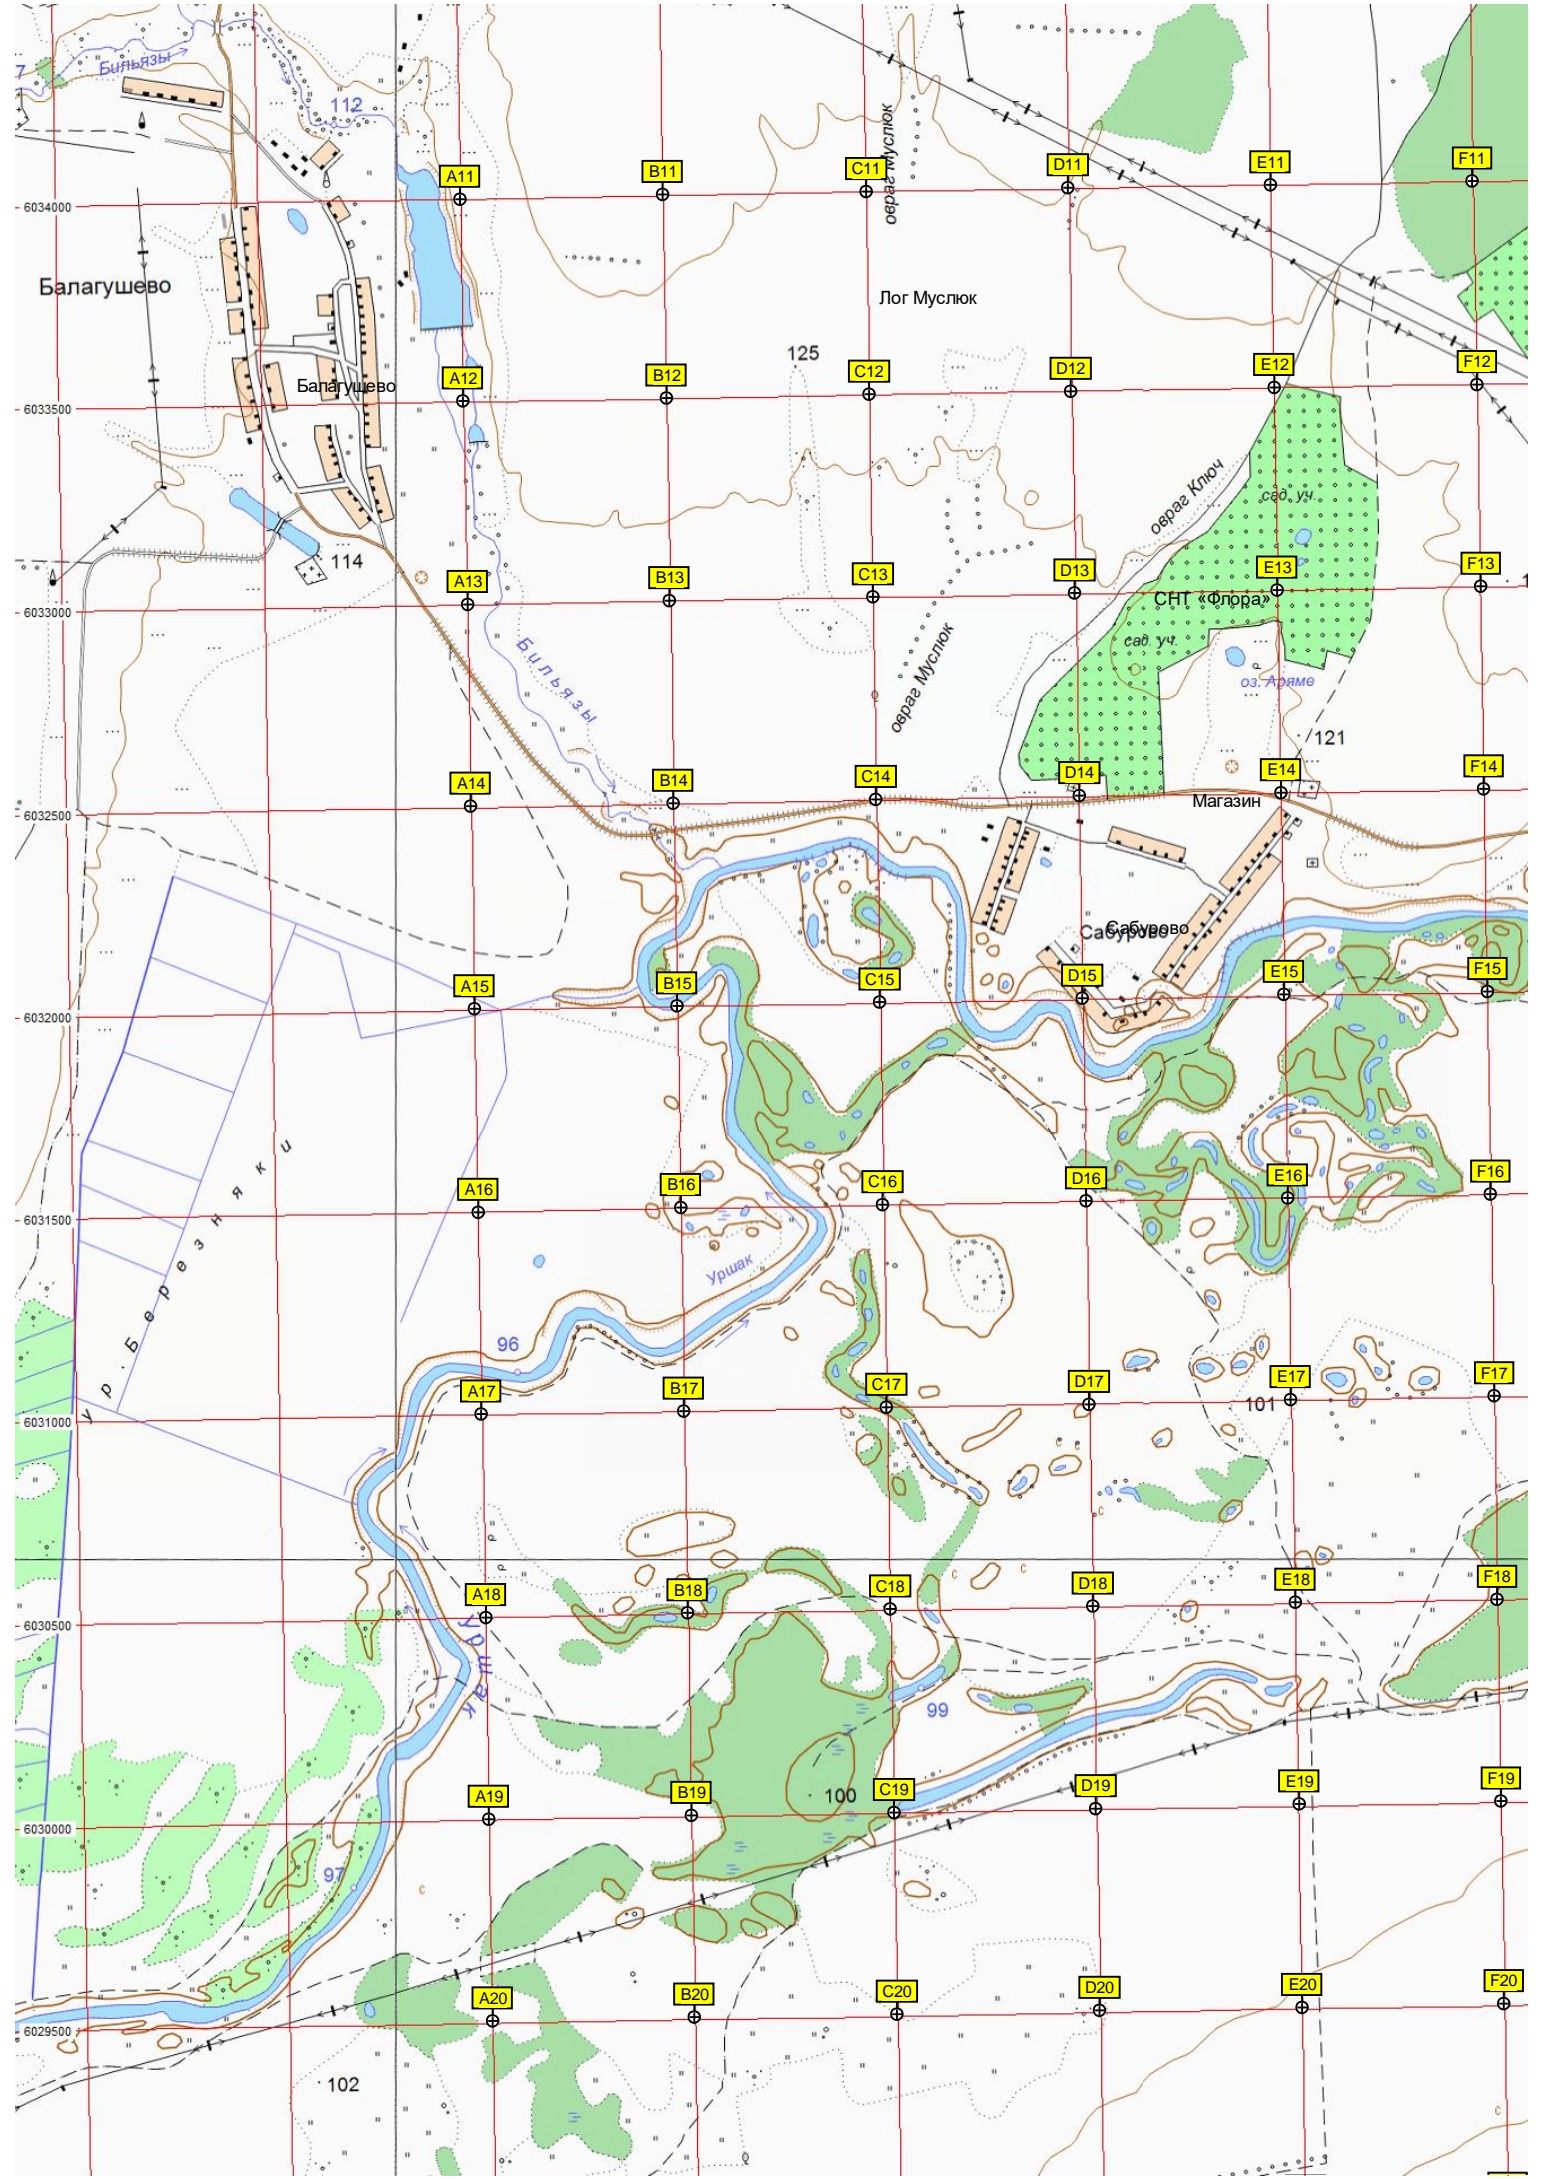 7
Бильязы
112
A11
B11
C11
овраг Муслюк
D11
E11
F11
6034000
Балагушево
Лог Муслюк
125
Балагушево
A12
B12
C12
D12
E12
F12
6033500
сад. уч.
овраг Ключ
114
A13
B13
C13
D13
E13
F13
СНТ «Флора»
6033000
сад. уч.
Бильязы
овраг Муслюк
оз. Аряме
121
A14
B14
C14
D14
E14
F14
Магазин
6032500
Сабурово
Сабурово
A15
B15
C15
D15
E15
F15
6032000
ур. Березняки
A16
B16
C16
D16
E16
F16
6031500
Уршак
96
A17
B17
C17
D17
E17
F17
101
6031000
A18
B18
C18
D18
E18
F18
6030500
Уршак
99
A19
B19
C19
D19
E19
F19
100
6030000
97
A20
B20
C20
D20
E20
F20
6029500
102